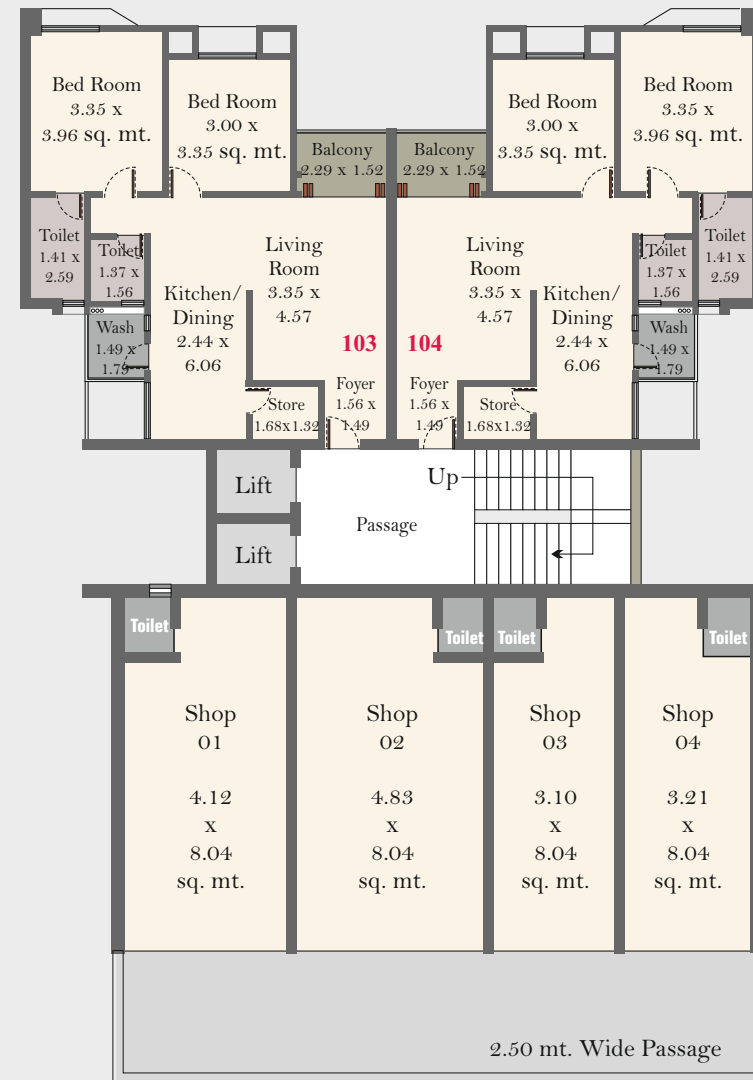 Bed Room
3.35 x
3.96 sq. mt.
Bed Room
3.00 x
3.35 sq. mt.
Bed Room
3.00 x
3.35 sq. mt.
Bed Room
3.35 x
3.96 sq. mt.
Balcony
2.29 x 1.52
Balcony
2.29 x 1.52
Toilet
1.41 x
2.59
Toilet
1.37 x
1.56
Living
Room
3.35 x
4.57
Living
Room
3.35 x
4.57
Toilet
1.37 x
1.56
Toilet
1.41 x
2.59
Kitchen/
Dining
2.44 x
6.06
Kitchen/
Dining
2.44 x
6.06
Wash
1.49 x
1.79
Wash
1.49 x
1.79
103
104
Foyer
1.56 x
1.49
Foyer
1.56 x
1.49
Store
1.68x1.32
Store
1.68x1.32
Lift
Up
Passage
Lift
Toilet
Toilet
Toilet
Toilet
Shop
01
4.12
x
8.04
sq. mt.
Shop
02
4.83
x
8.04
sq. mt.
Shop
03
3.10
x
8.04
sq. mt.
Shop
04
3.21
x
8.04
sq. mt.
2.50 mt. Wide Passage